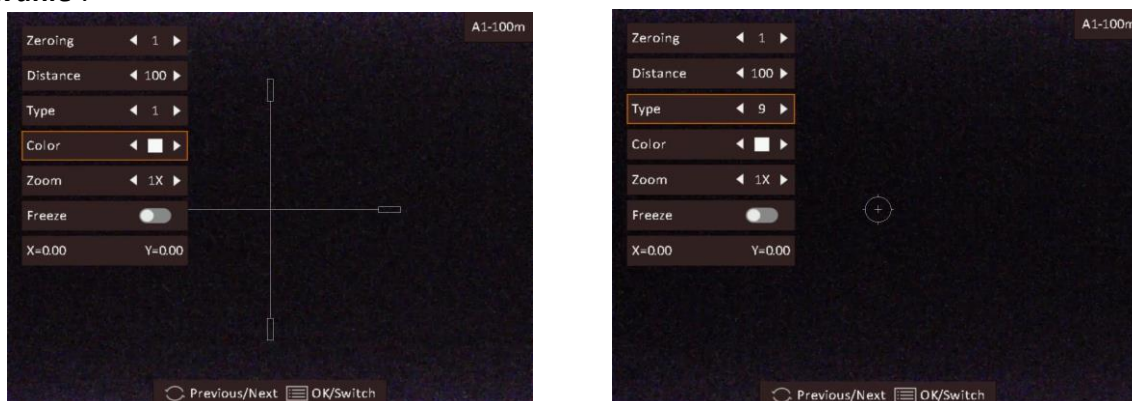 A1-100m
Zeroing 1
Distance 100
Type 1
Color
Zoom 1X
Freeze
X=0.00 Y=0.00
Previous/Next OK/Switch
A1-100m
Zeroing 1
Distance 100
Type 9
Color
Zoom 1X
Freeze
X=0.00 Y=0.00
Previous/Next OK/Switch